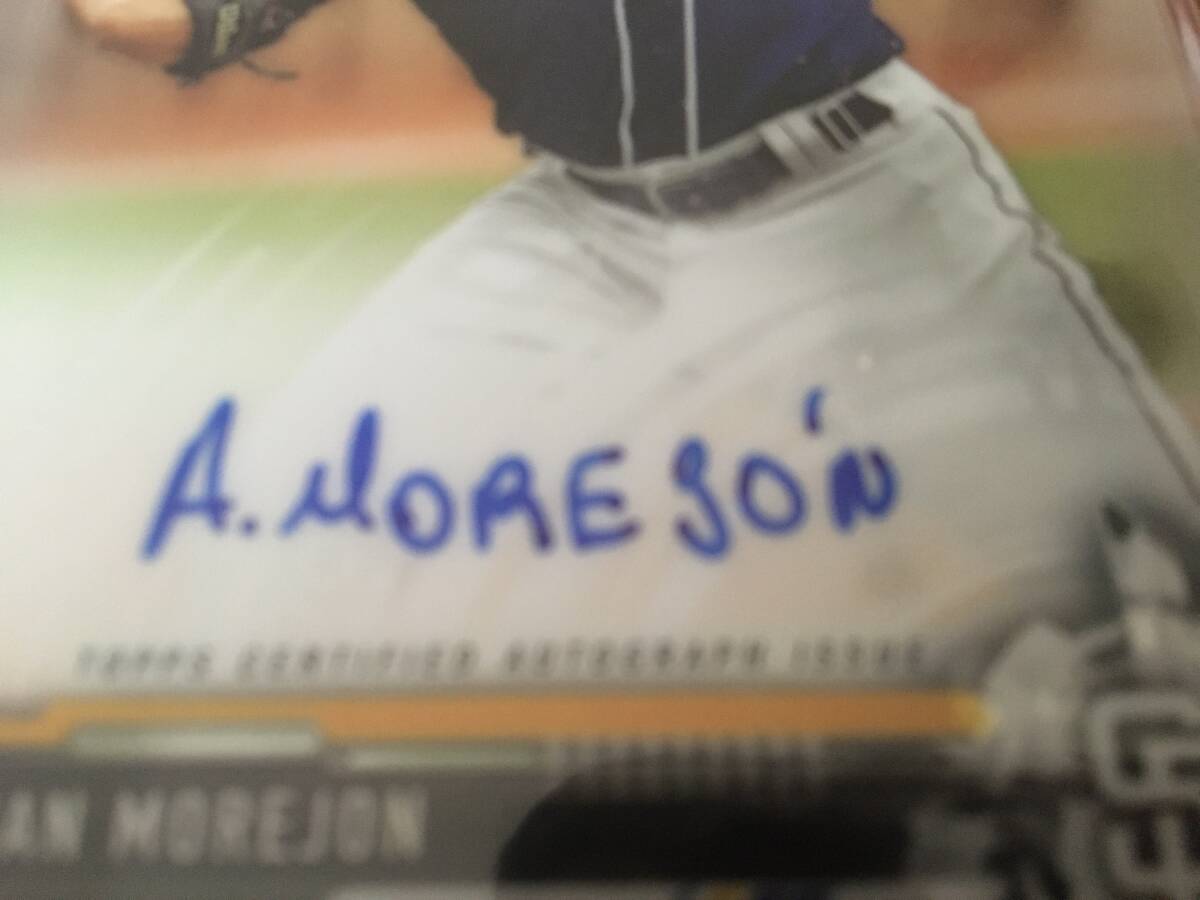 A. MOREJÓN
TOPPS CERTIFIED AUTOGRAPH ISSUE
AN MOREJON